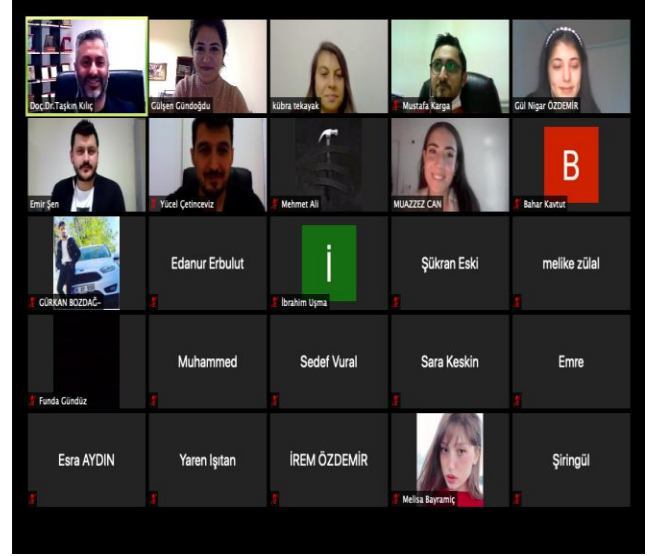 Doç.Dr.Taşkın Kılıç
Gülşen Gündoğdu
kübra tekayak
Mustafa Karga
Gül Nigar ÖZDEMİR
Emir Şen
Yücel Çetinceviz
Mehmet Ali
MUAZZEZ CAN
B
Bahar Kavtut
GÜRKAN BOZDAĞ~
Edanur Erbulut
İ
İbrahim Uşma
Şükran Eski
melike zülal
Funda Gündüz
Muhammed
Sedef Vural
Sara Keskin
Emre
Esra AYDIN
Yaren Işıtan
İREM ÖZDEMİR
Melisa Bayramiç
Şiringül